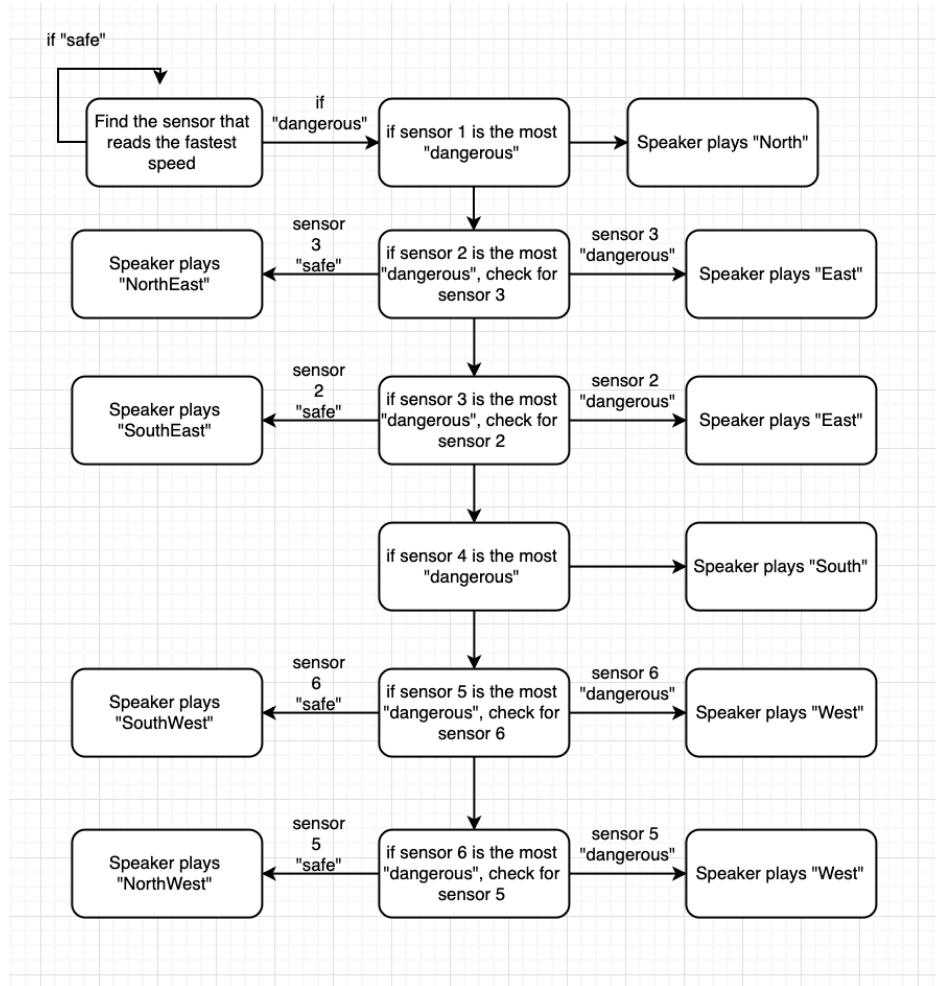 if "safe"
Find the sensor that
reads the fastest
speed
if
"dangerous"
if sensor 1 is the most
"dangerous"
Speaker plays "North"
Speaker plays
"NorthEast"
sensor
3
"safe"
if sensor 2 is the most
"dangerous", check for
sensor 3
sensor 3
"dangerous"
Speaker plays "East"
Speaker plays
"SouthEast"
sensor
2
"safe"
if sensor 3 is the most
"dangerous", check for
sensor 2
sensor 2
"dangerous"
Speaker plays "East"
if sensor 4 is the most
"dangerous"
Speaker plays "South"
Speaker plays
"SouthWest"
sensor
6
"safe"
if sensor 5 is the most
"dangerous", check for
sensor 6
sensor 6
"dangerous"
Speaker plays "West"
Speaker plays
"NorthWest"
sensor
5
"safe"
if sensor 6 is the most
"dangerous", check for
sensor 5
sensor 5
"dangerous"
Speaker plays "West"